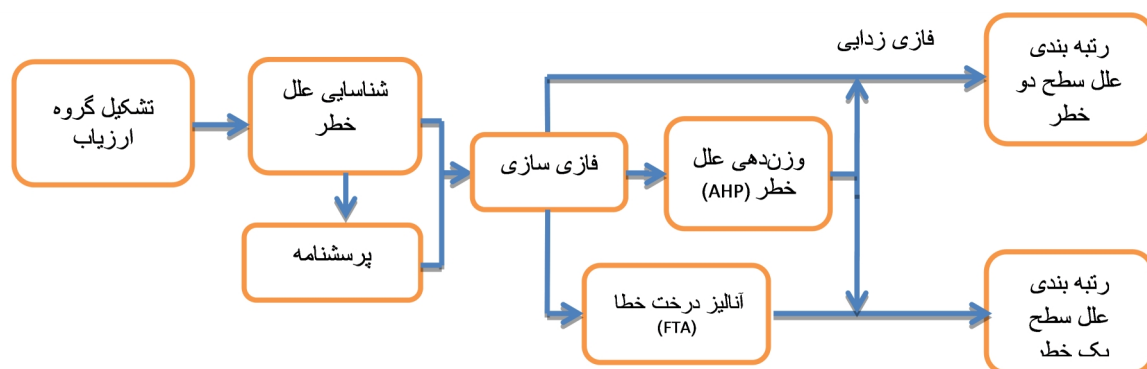 تشکیل گروه
ارزیاب
شناسایی علل
خطر
پرسشنامه
فازی سازی
وزن‌دهی علل
خطر (AHP)
آنالیز درخت خطا
(FTA)
فازی زدایی
رتبه بندی
علل سطح دو
خطر
رتبه بندی
علل سطح
یک خطر